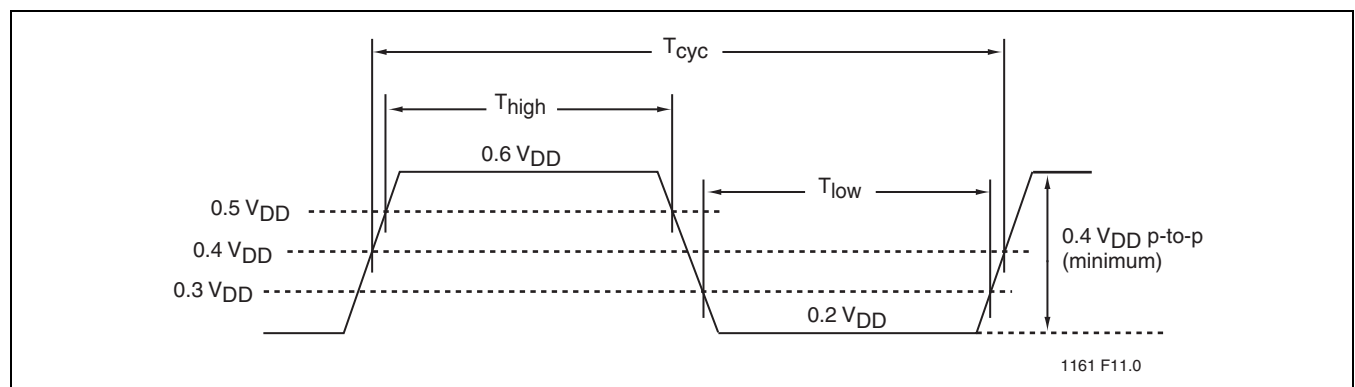 Tcyc
Thigh
0.6 VDD
Tlow
0.5 VDD
0.4 VDD
0.4 VDD p-to-p
(minimum)
0.3 VDD
0.2 VDD
1161 F11.0